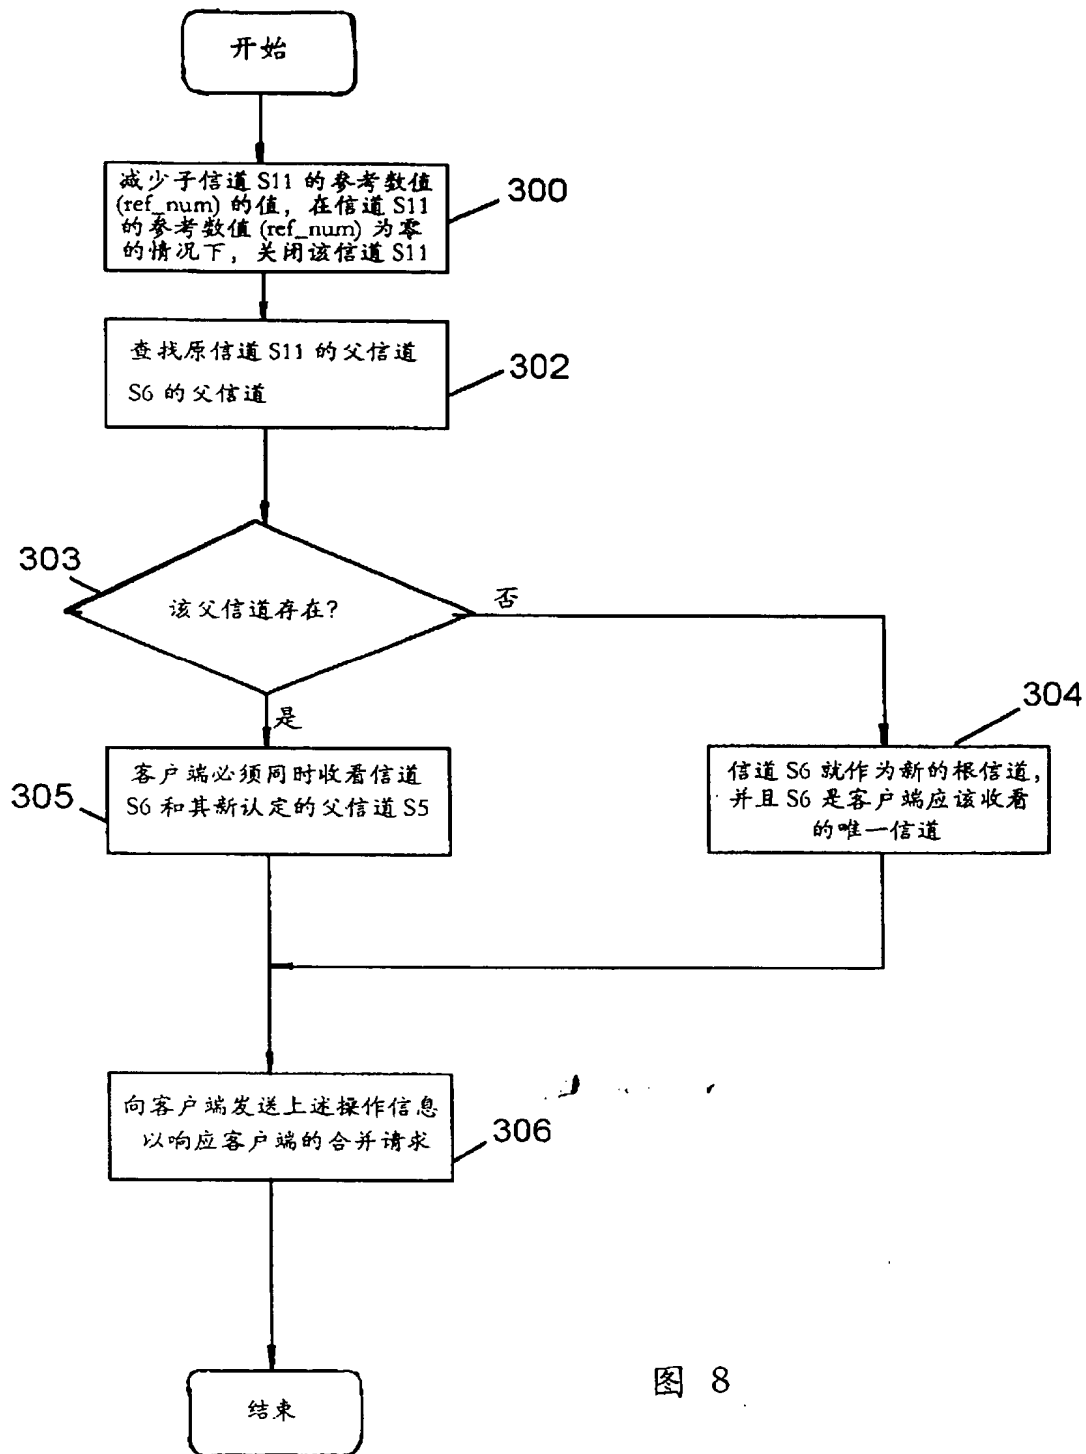 开始
减少子信道 S11 的参考数值
(ref_num) 的值，在信道 S11
的参考数值 (ref_num) 为零
的情况下，关闭该信道 S11
300
查找原信道 S11 的父信道
S6 的父信道
302
303
该父信道存在?
否
是
304
客户端必须同时收看信道
S6 和其新认定的父信道 S5
305
信道 S6 就作为新的根信道，
并且 S6 是客户端应该收看
的唯一信道
向客户端发送上述操作信息
以响应客户端的合并请求
306
结束
图 8